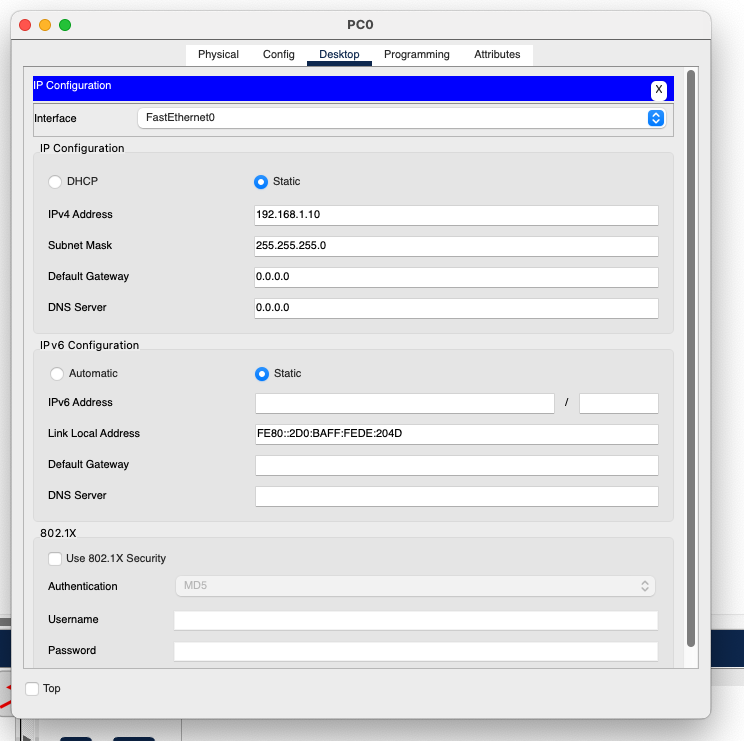 PC0
Physical Config Desktop Programming Attributes
IP Configuration
X
Interface FastEthernet0
IP Configuration
DHCP Static
IPv4 Address 192.168.1.10
Subnet Mask 255.255.255.0
Default Gateway 0.0.0.0
DNS Server 0.0.0.0
IPv6 Configuration
Automatic Static
IPv6 Address /
Link Local Address FE80::2D0:BAFF:FEDE:204D
Default Gateway
DNS Server
802.1X
Use 802.1X Security
Authentication MD5
Username
Password
Top